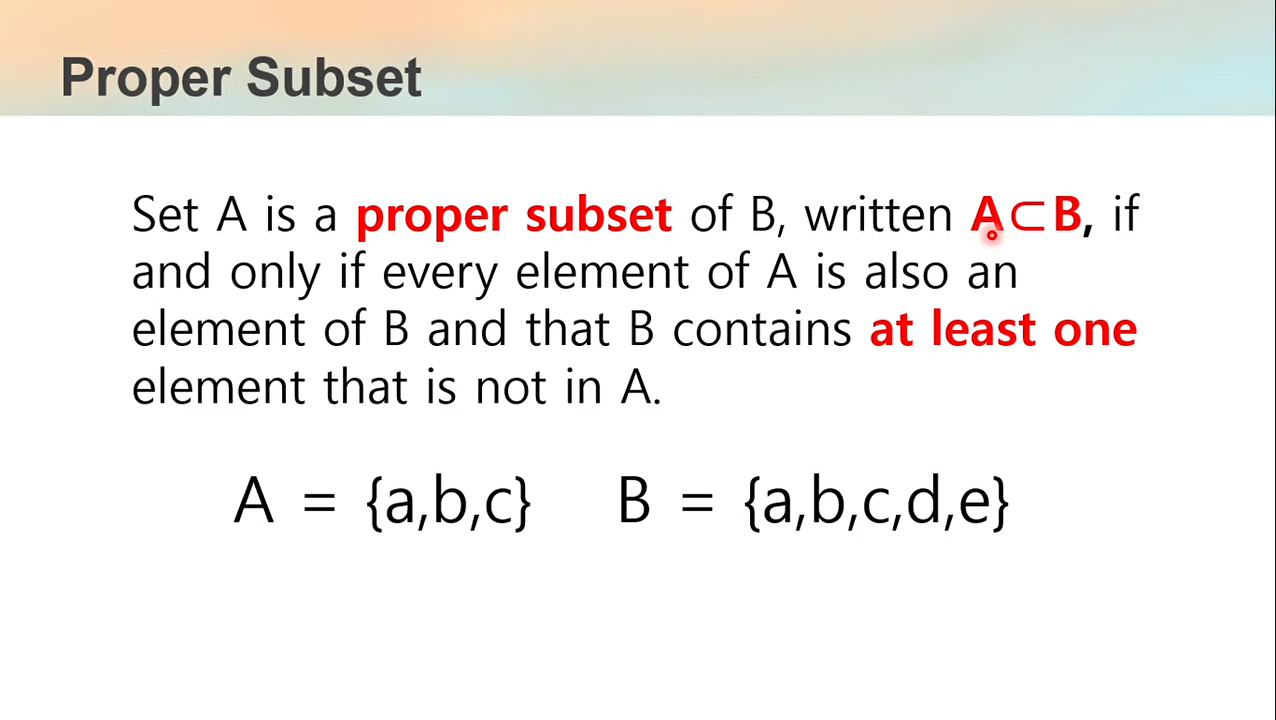 Proper Subset
Set A is a proper subset of B, written A⊂B, if
and only if every element of A is also an
element of B and that B contains at least one
element that is not in A.
A = {a,b,c} B = {a,b,c,d,e}